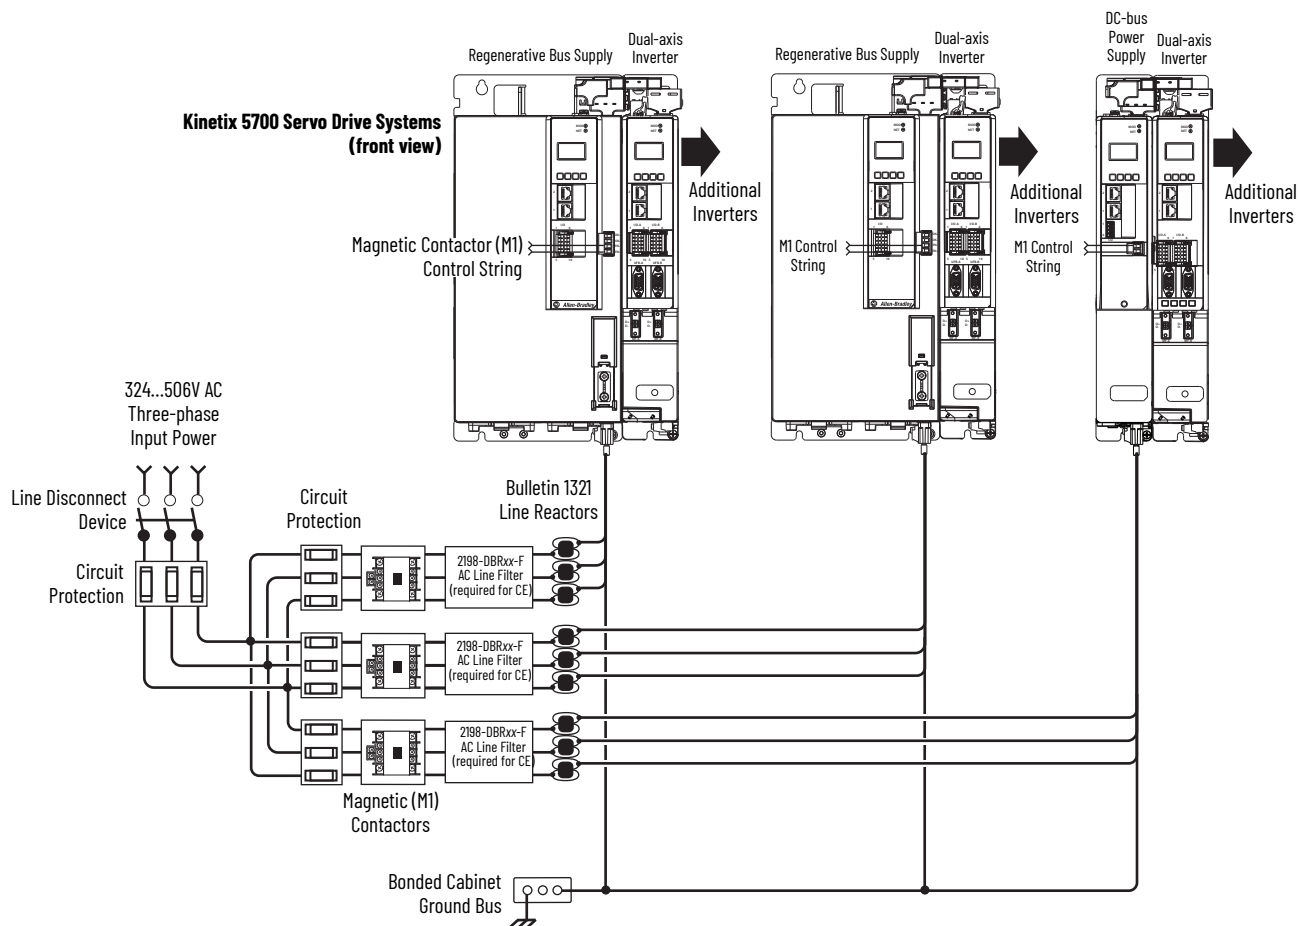 Regenerative Bus Supply
Dual-axis
Inverter
Regenerative Bus Supply
Dual-axis
Inverter
DC-bus
Power
Supply
Dual-axis
Inverter
Kinetix 5700 Servo Drive Systems
(front view)
Additional
Inverters
Additional
Inverters
Additional
Inverters
Magnetic Contactor (M1)
Control String
M1 Control
String
M1 Control
String
Allen-Bradley
Allen-Bradley
324...506V AC
Three-phase
Input Power
Line Disconnect
Device
Circuit
Protection
Circuit
Protection
Bulletin 1321
Line Reactors
2198-DBRxx-F
AC Line Filter
(required for CE)
2198-DBRxx-F
AC Line Filter
(required for CE)
2198-DBRxx-F
AC Line Filter
(required for CE
Magnetic (M1)
Contactors
Bonded Cabinet
Ground Bus